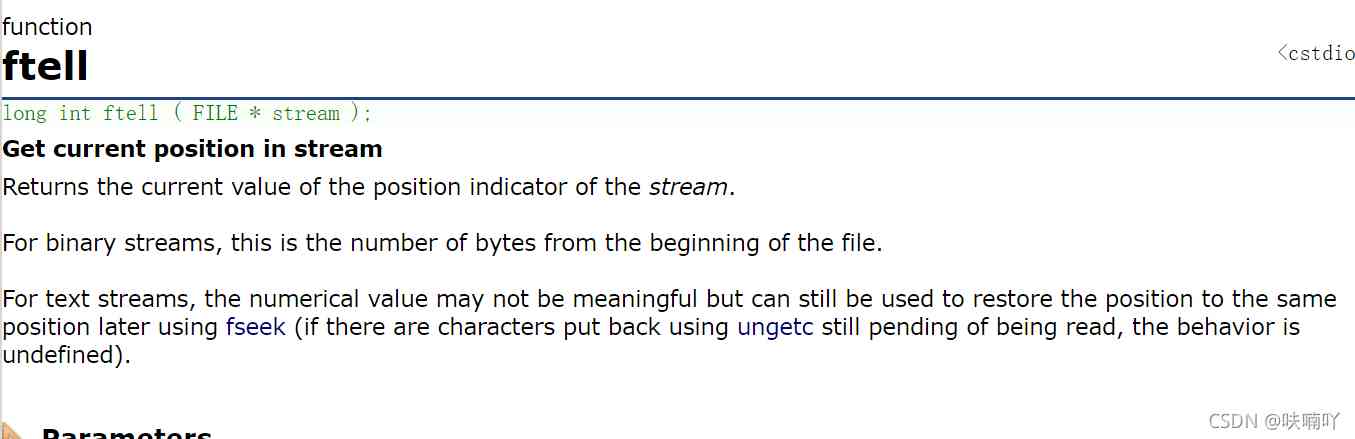 function
ftell
<cstdio
long int ftell ( FILE * stream );
Get current position in stream
Returns the current value of the position indicator of the stream.
For binary streams, this is the number of bytes from the beginning of the file.
For text streams, the numerical value may not be meaningful but can still be used to restore the position to the same
position later using fseek (if there are characters put back using ungetc still pending of being read, the behavior is
undefined).
Parameters
CSDN @呋喃吖